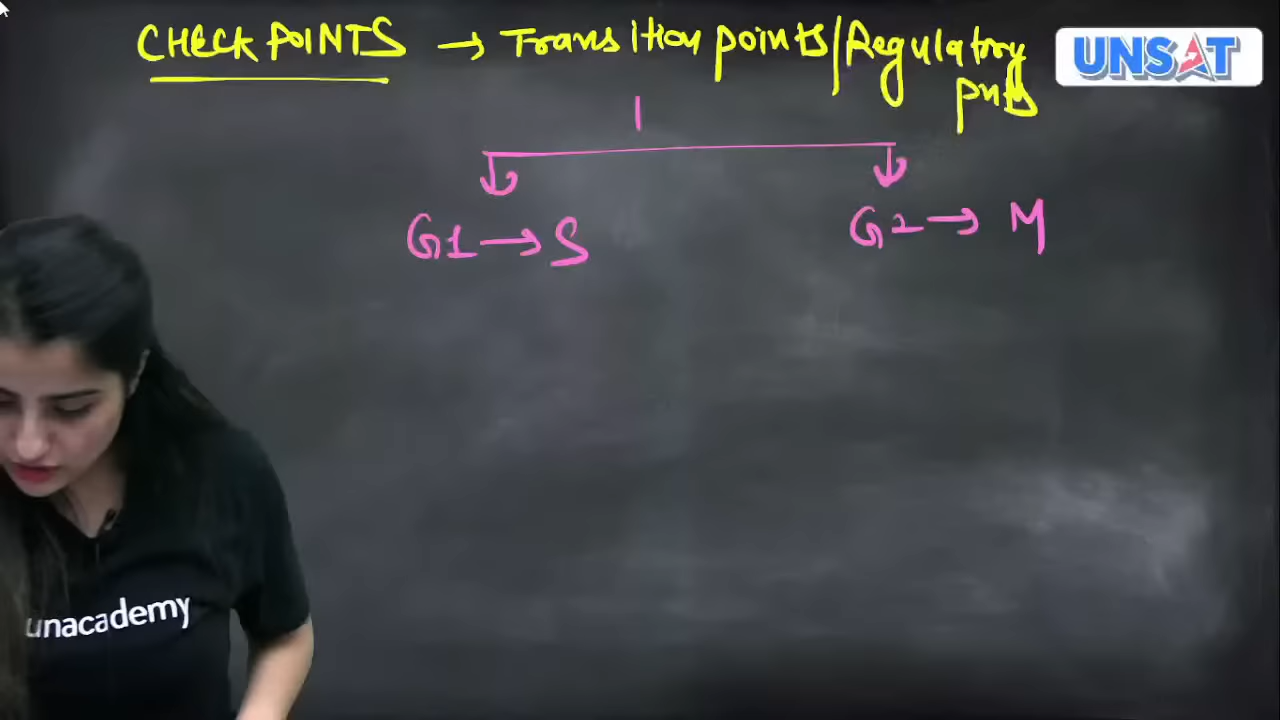 CHECK POINTS → Transition points/Regulatory
pnts
UNSAT
G1 → S
G2 → M
unacademy